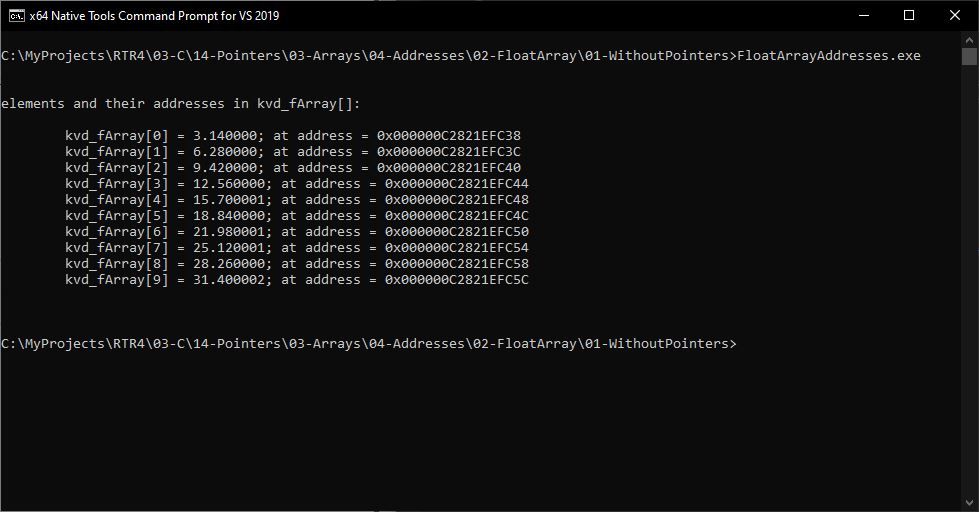 x64 Native Tools Command Prompt for VS 2019
C:\MyProjects\RTR4\03-C\14-Pointers\03-Arrays\04-Addresses\02-FloatArray\01-WithoutPointers>FloatArrayAddresses.exe
elements and their addresses in kvd_fArray[]:
kvd_fArray[0] = 3.140000; at address = 0x000000C2821EFC38
kvd_fArray[1] = 6.280000; at address = 0x000000C2821EFC3C
kvd_fArray[2] = 9.420000; at address = 0x000000C2821EFC40
kvd_fArray[3] = 12.560000; at address = 0x000000C2821EFC44
kvd_fArray[4] = 15.700001; at address = 0x000000C2821EFC48
kvd_fArray[5] = 18.840000; at address = 0x000000C2821EFC4C
kvd_fArray[6] = 21.980001; at address = 0x000000C2821EFC50
kvd_fArray[7] = 25.120001; at address = 0x000000C2821EFC54
kvd_fArray[8] = 28.260000; at address = 0x000000C2821EFC58
kvd_fArray[9] = 31.400002; at address = 0x000000C2821EFC5C
C:\MyProjects\RTR4\03-C\14-Pointers\03-Arrays\04-Addresses\02-FloatArray\01-WithoutPointers>